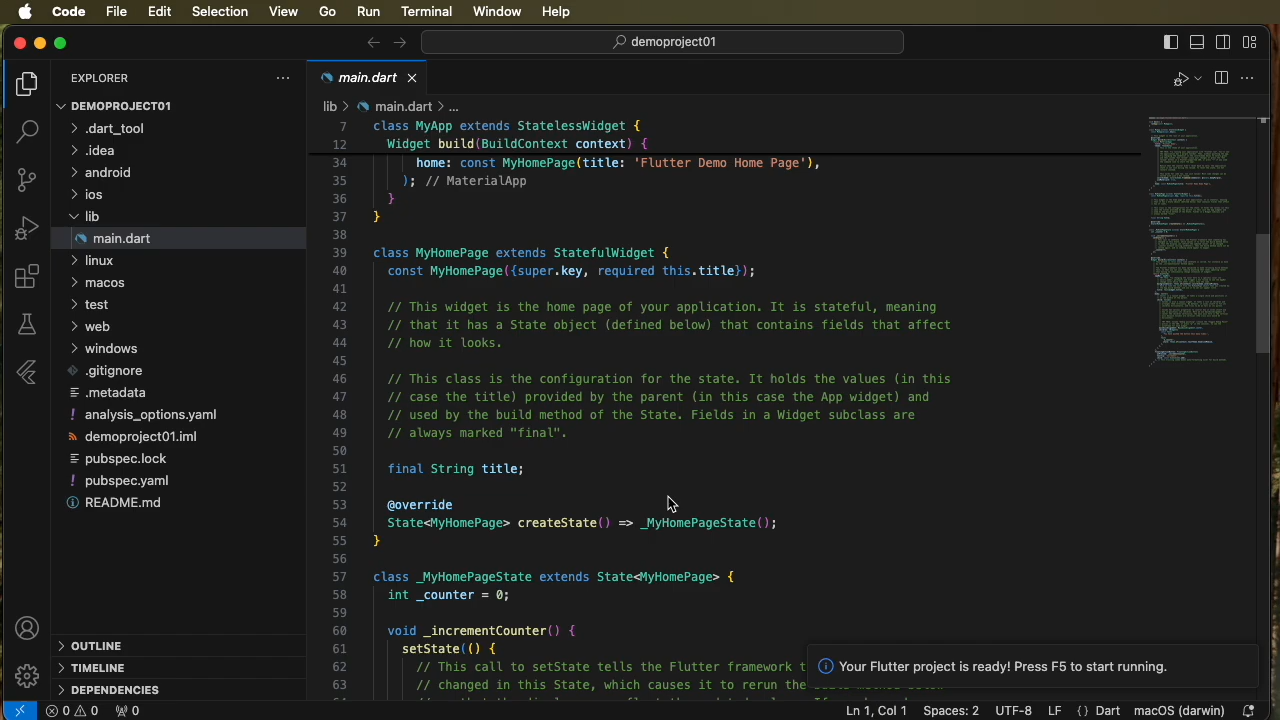 Code File Edit Selection View Go Run Terminal Window Help
demoproject01
EXPLORER
DEMOPROJECT01
.dart_tool
.idea
android
ios
lib
main.dart
linux
macos
test
web
windows
.gitignore
.metadata
analysis_options.yaml
demoproject01.iml
pubspec.lock
pubspec.yaml
README.md
OUTLINE
TIMELINE
DEPENDENCIES
main.dart
lib > main.dart > ...
7 class MyApp extends StatelessWidget {
12 Widget build(BuildContext context) {
34 home: const MyHomePage(title: 'Flutter Demo Home Page'),
35 ); // MaterialApp
36 }
37 }
38
39 class MyHomePage extends StatefulWidget {
40 const MyHomePage({super.key, required this.title});
41
42 // This widget is the home page of your application. It is stateful, meaning
43 // that it has a State object (defined below) that contains fields that affect
44 // how it looks.
45
46 // This class is the configuration for the state. It holds the values (in this
47 // case the title) provided by the parent (in this case the App widget) and
48 // used by the build method of the State. Fields in a Widget subclass are
49 // always marked "final".
50
51 final String title;
52
53 @override
54 State<MyHomePage> createState() => _MyHomePageState();
55 }
56
57 class _MyHomePageState extends State<MyHomePage> {
58 int _counter = 0;
59
60 void _incrementCounter() {
61 setState(() {
62 // This call to setState tells the Flutter framework t
63 // changed in this State, which causes it to rerun the
Your Flutter project is ready! Press F5 to start running.
0 0 0
Ln 1, Col 1 Spaces: 2 UTF-8 LF {} Dart macOS (darwin)